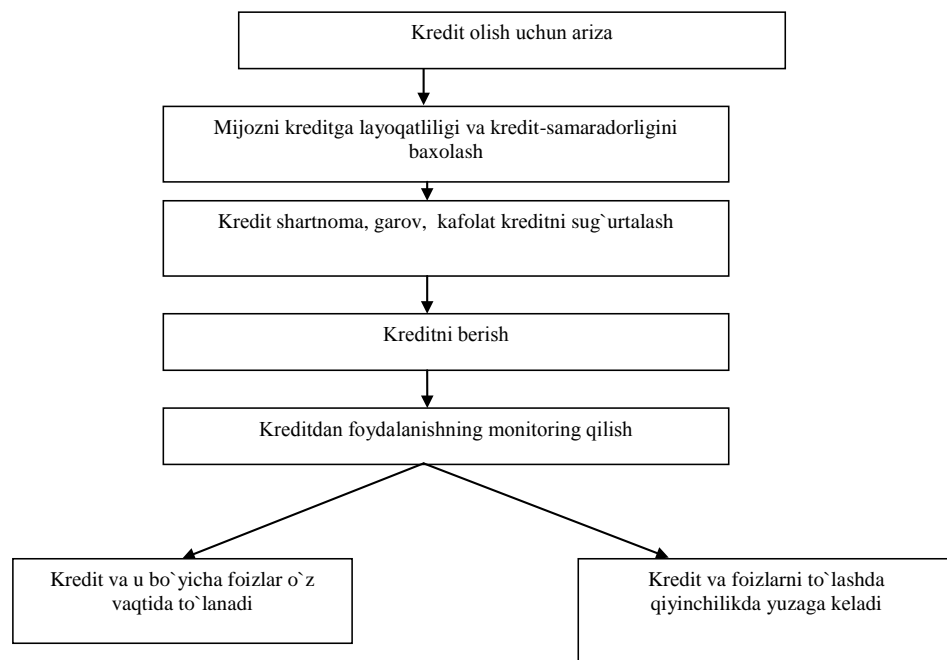 Kredit olish uchun ariza
Mijozni kreditga layoqatliligi va kredit-samaradorligini
baxolash
Kredit shartnoma, garov, kafolat kreditni sug`urtalash
Kreditni berish
Kreditdan foydalanishning monitoring qilish
Kredit va u bo`yicha foizlar o`z
vaqtida to`lanadi
Kredit va foizlarni to`lashda
qiyinchilikda yuzaga keladi